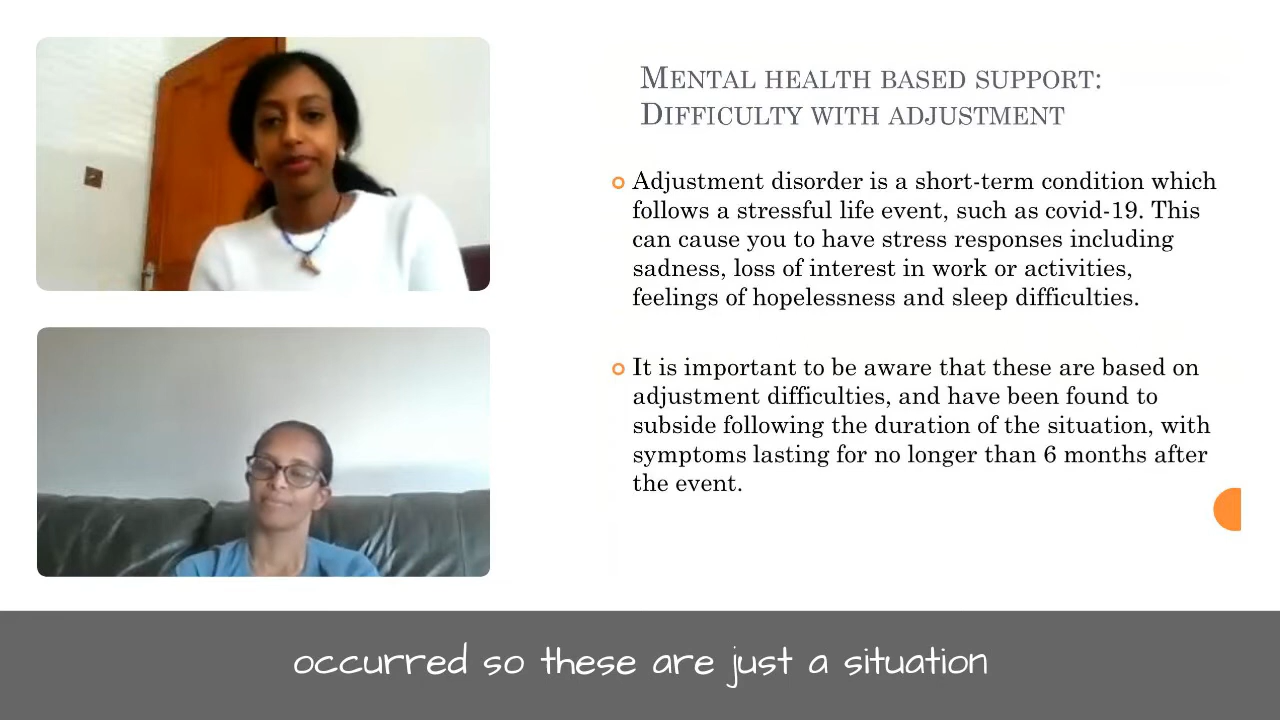 Mental health based support:
Difficulty with adjustment
Adjustment disorder is a short-term condition which
follows a stressful life event, such as covid-19. This
can cause you to have stress responses including
sadness, loss of interest in work or activities,
feelings of hopelessness and sleep difficulties.
It is important to be aware that these are based on
adjustment difficulties, and have been found to
subside following the duration of the situation, with
symptoms lasting for no longer than 6 months after
the event.
occurred so these are just a situation